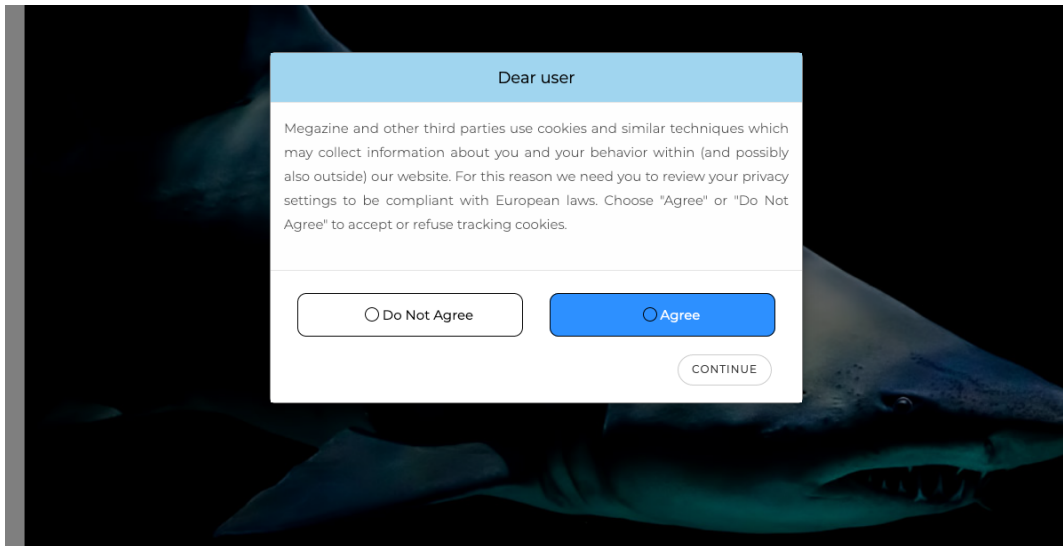 Dear user
Megazine and other third parties use cookies and similar techniques which
may collect information about you and your behavior within (and possibly
also outside) our website. For this reason we need you to review your privacy
settings to be compliant with European laws. Choose "Agree" or "Do Not
Agree" to accept or refuse tracking cookies.
Do Not Agree
Agree
CONTINUE